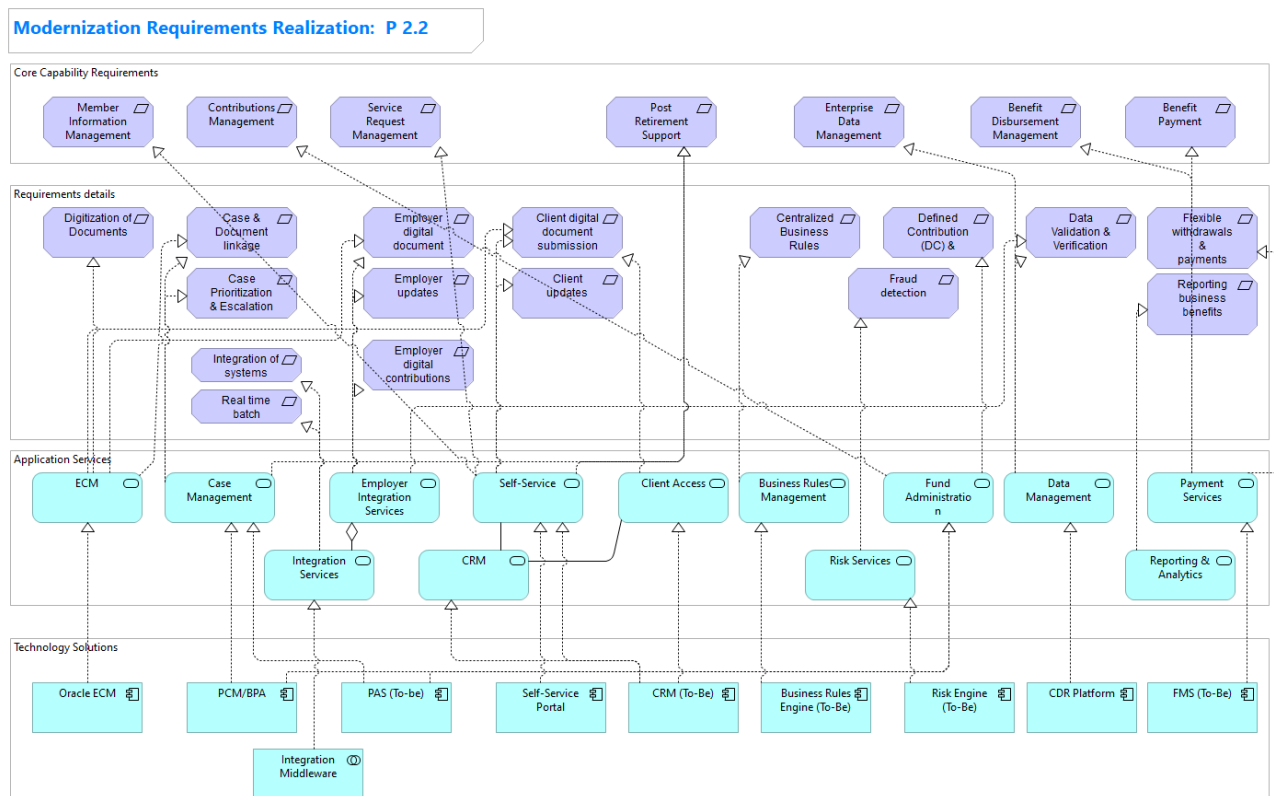 Modernization Requirements Realization:  P 2.2
Core Capability Requirements
Member
Information
Management
Contributions
Management
Service
Request
Management
Post
Retirement
Support
Enterprise
Data
Management
Benefit
Disbursement
Management
Benefit
Payment
Requirements details
Digitization of
Documents
Case &
Document
linkage
Employer
digital
document
Client digital
document
submission
Centralized
Business
Rules
Defined
Contribution
(DC) &
Data
Validation &
Verification
Flexible
withdrawals
&
payments
Case
Prioritization
& Escalation
Employer
updates
Client
updates
Fraud
detection
Reporting
business
benefits
Integration of
systems
Employer
digital
contributions
Real time
batch
Application Services
ECM
Case
Management
Employer
Integration
Services
Self-Service
Client Access
Business Rules
Management
Fund
Administratio
n
Data
Management
Payment
Services
Integration
Services
CRM
Risk Services
Reporting &
Analytics
Technology Solutions
Oracle ECM
PCM/BPA
PAS (To-be)
Self-Service
Portal
CRM (To-Be)
Business Rules
Engine (To-Be)
Risk Engine
(To-Be)
CDR Platform
FMS (To-Be)
Integration
Middleware